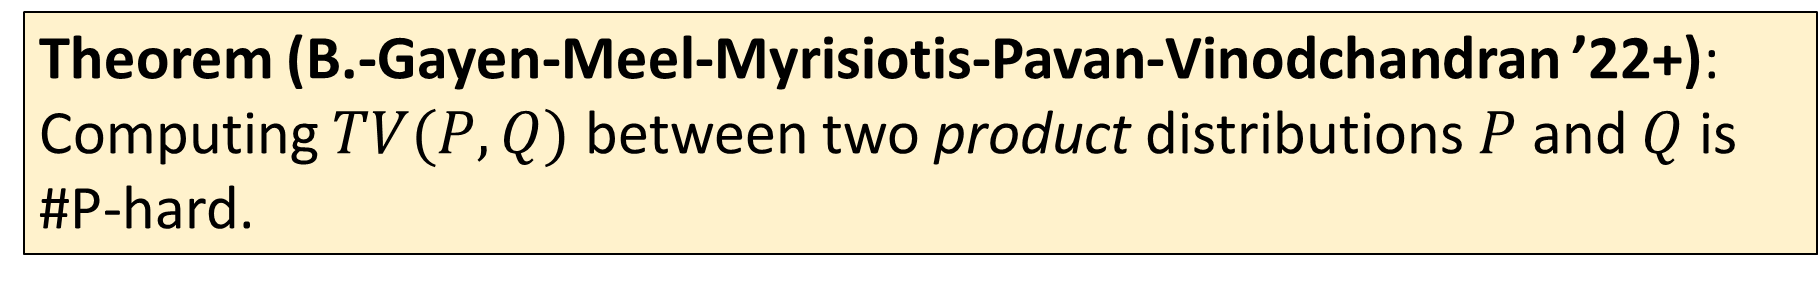 Theorem (B.-Gayen-Meel-Myrisiotis-Pavan-Vinodchandran ’22+):
Computing 𝑇𝑉(𝑃, 𝑄) between two product distributions 𝑃 and 𝑄 is
#P-hard.